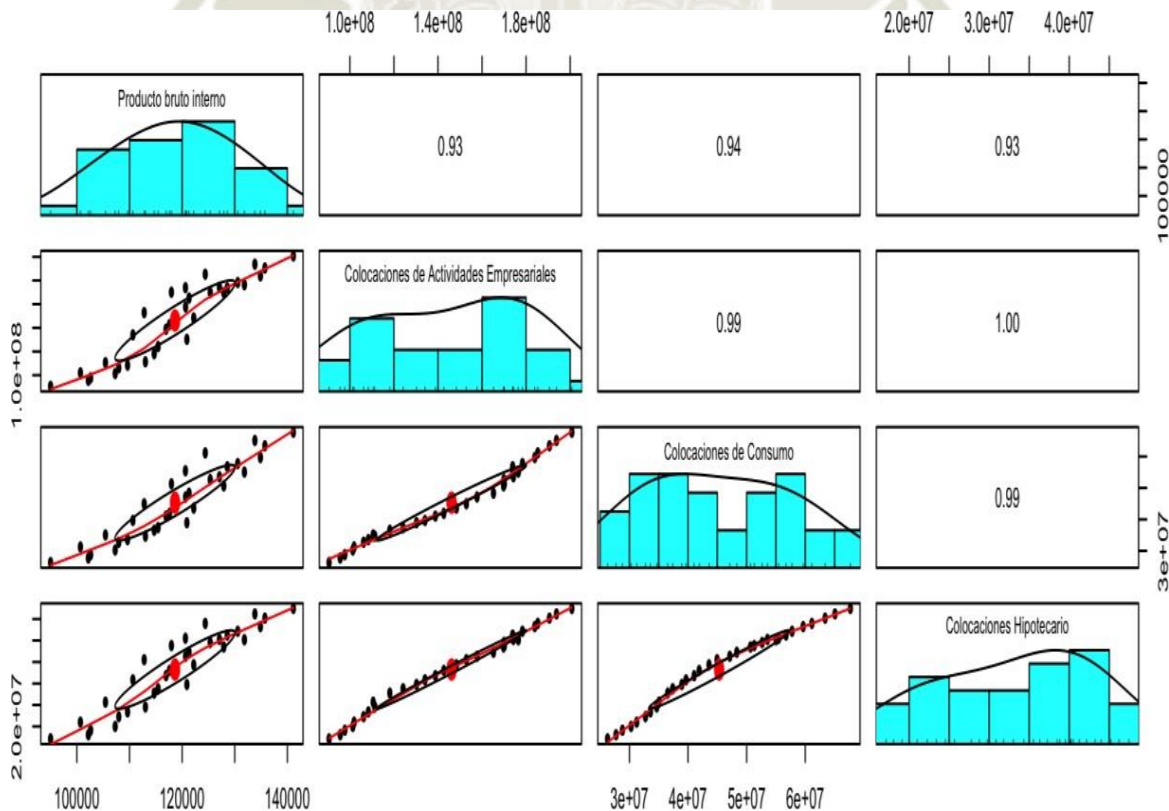 1.0e+08 1.4e+08 1.8e+08 2.0e+07 3.0e+07 4.0e+07
Producto bruto interno
0.93 0.94 0.93
100000
Colocaciones de Actividades Empresariales
0.99 1.00
1.0e+08
Colocaciones de Consumo
0.99
3e+07
Colocaciones Hipotecario
2.0e+07
100000 120000 140000 3e+07 4e+07 5e+07 6e+07